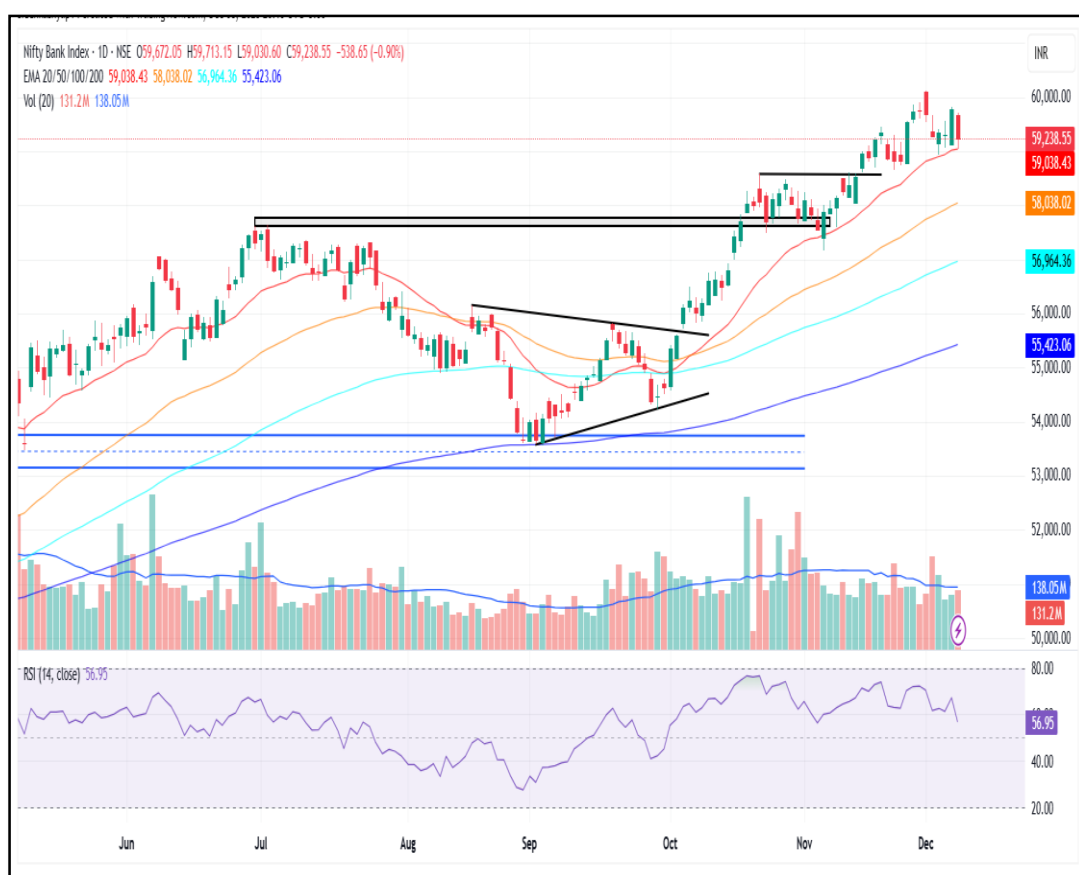 Nifty Bank Index · 1D · NSE O59,672.05 H59,713.15 L59,030.60 C59,238.55 −538.65 (−0.90%)
INR
EMA 20/50/100/200 59,038.43 58,038.02 56,964.36 55,423.06
Vol (20) 131.2M 138.05M
60,000.00
59,238.55
59,038.43
58,038.02
56,964.36
56,000.00
55,423.06
55,000.00
54,000.00
53,000.00
52,000.00
138.05M
131.2M
50,000.00
RSI (14, close) 56.95
80.00
56.95
40.00
20.00
Jun Jul Aug Sep Oct Nov Dec